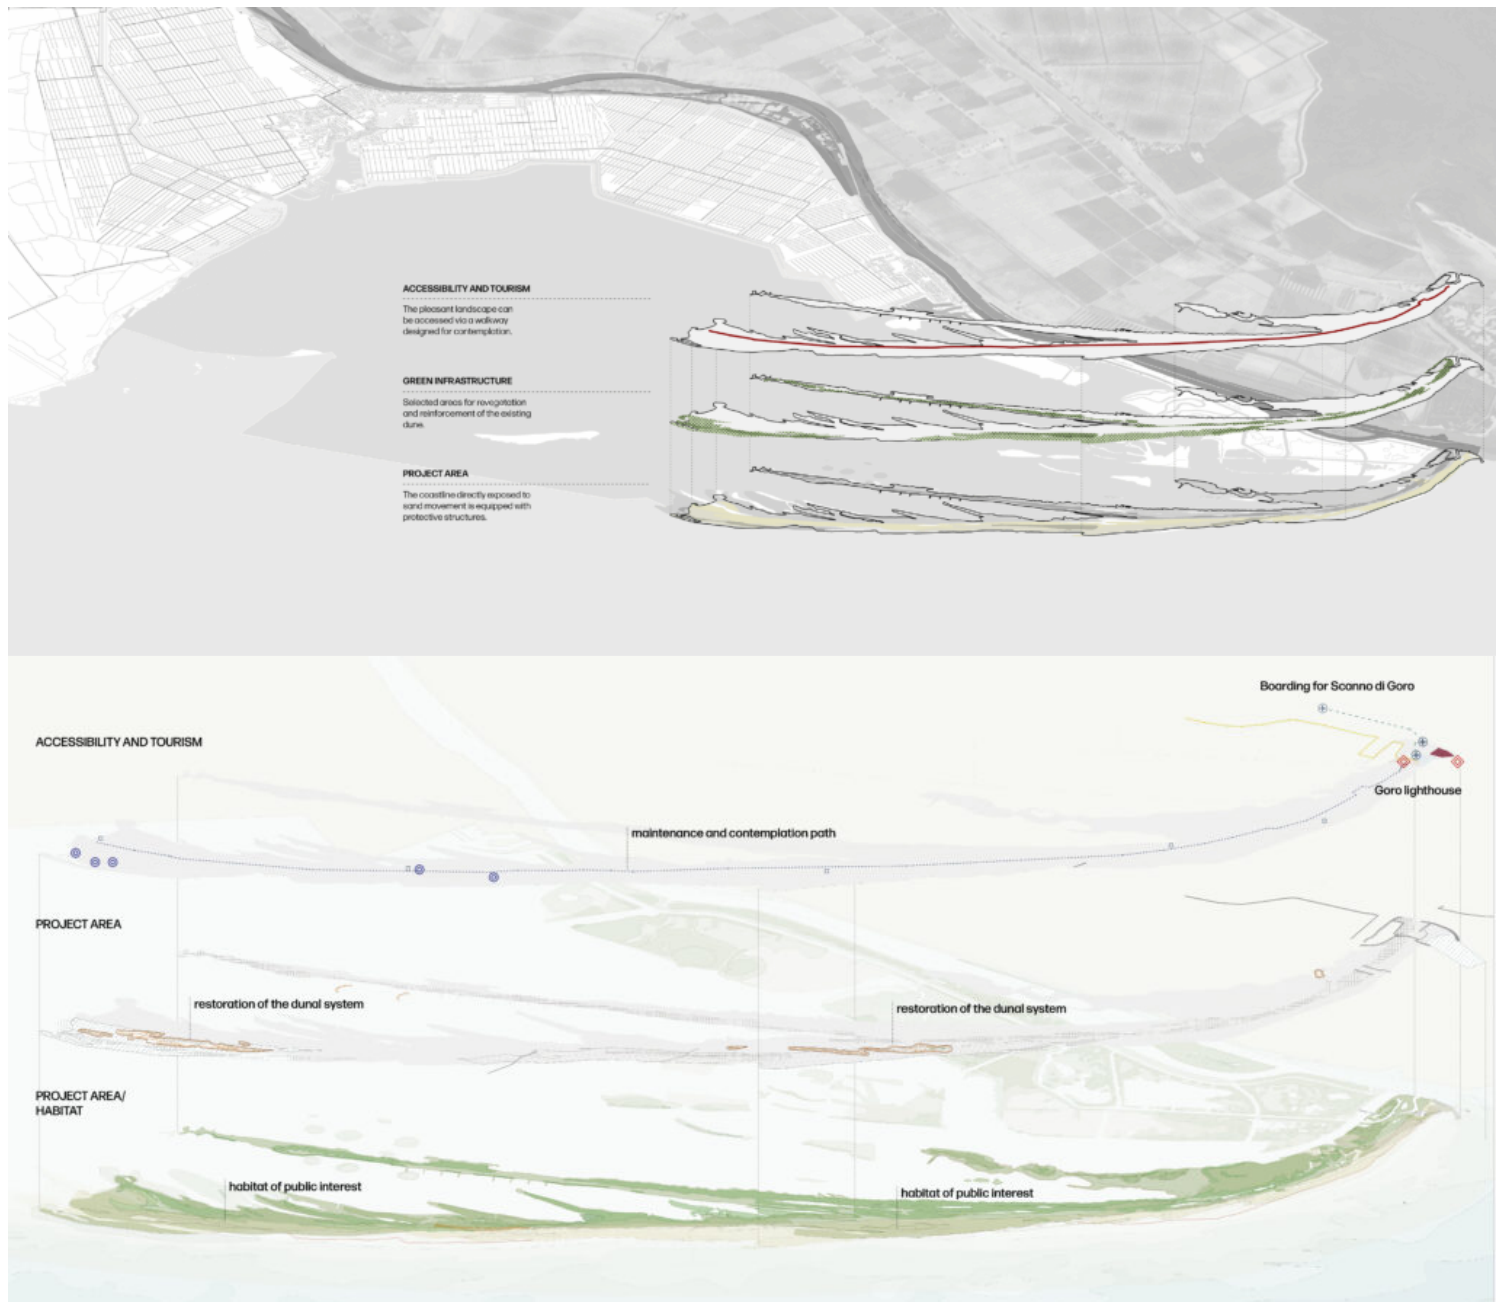 ACCESSIBILITY AND TOURISM
The pleasant landscape can
be accessed via a walkway
designed for contemplation.
GREEN INFRASTRUCTURE
Selected areas for revegetation
and reinforcement of the existing
dune.
PROJECT AREA
The coastline directly exposed to
sand movement is equipped with
protective structures.
Boarding for Scanno di Goro
ACCESSIBILITY AND TOURISM
Goro lighthouse
maintenance and contemplation path
PROJECT AREA
restoration of the dunal system
restoration of the dunal system
PROJECT AREA/
HABITAT
habitat of public interest
habitat of public interest